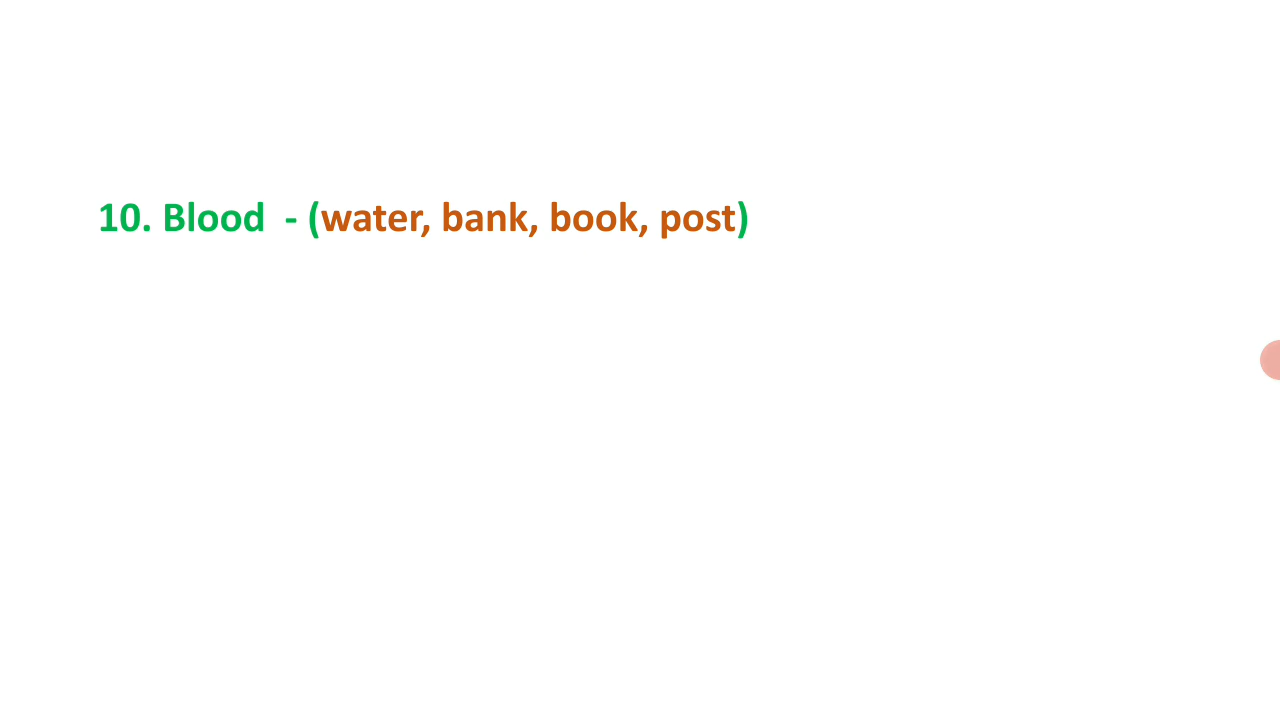 10. Blood - (water, bank, book, post)